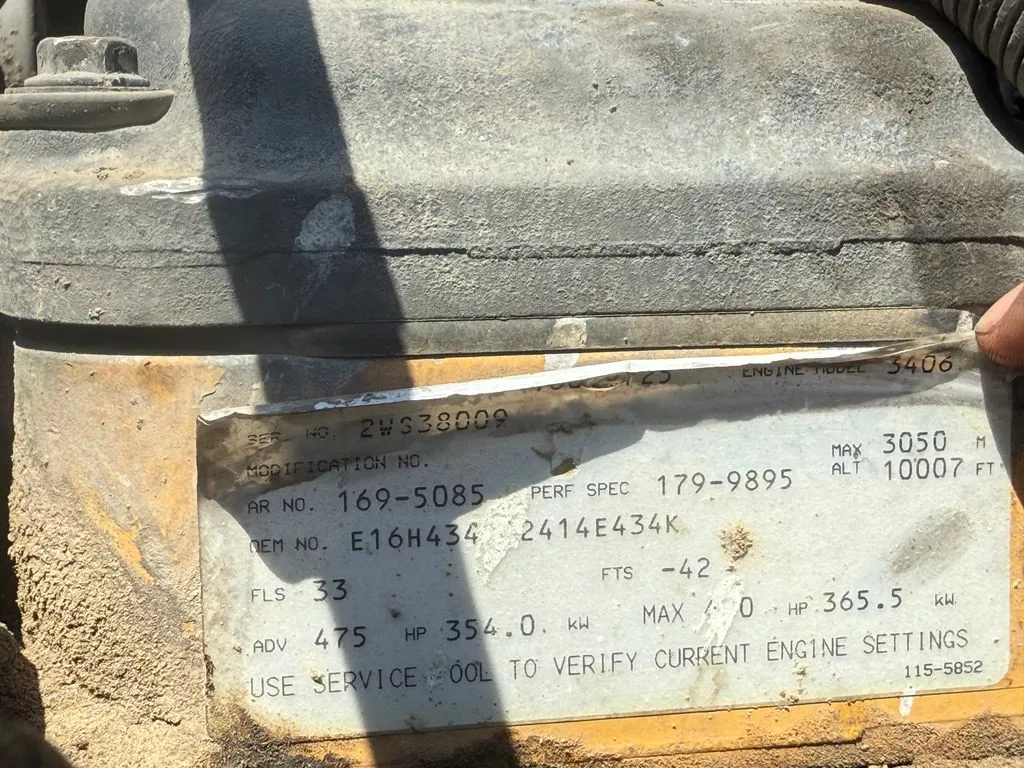 ENGINE MODEL 3406
SER. NO. 2WS38009
MODIFICATION NO.
MAX ALT 3050 M 10007 FT
AR NO. 169-5085 PERF SPEC 179-9895
OEM NO. E16H434 2414E434K
FLS 33 FTS -42
ADV 475 HP 354.0 kW MAX HP 365.5 kW
USE SERVICE TO VERIFY CURRENT ENGINE SETTINGS
115-5852